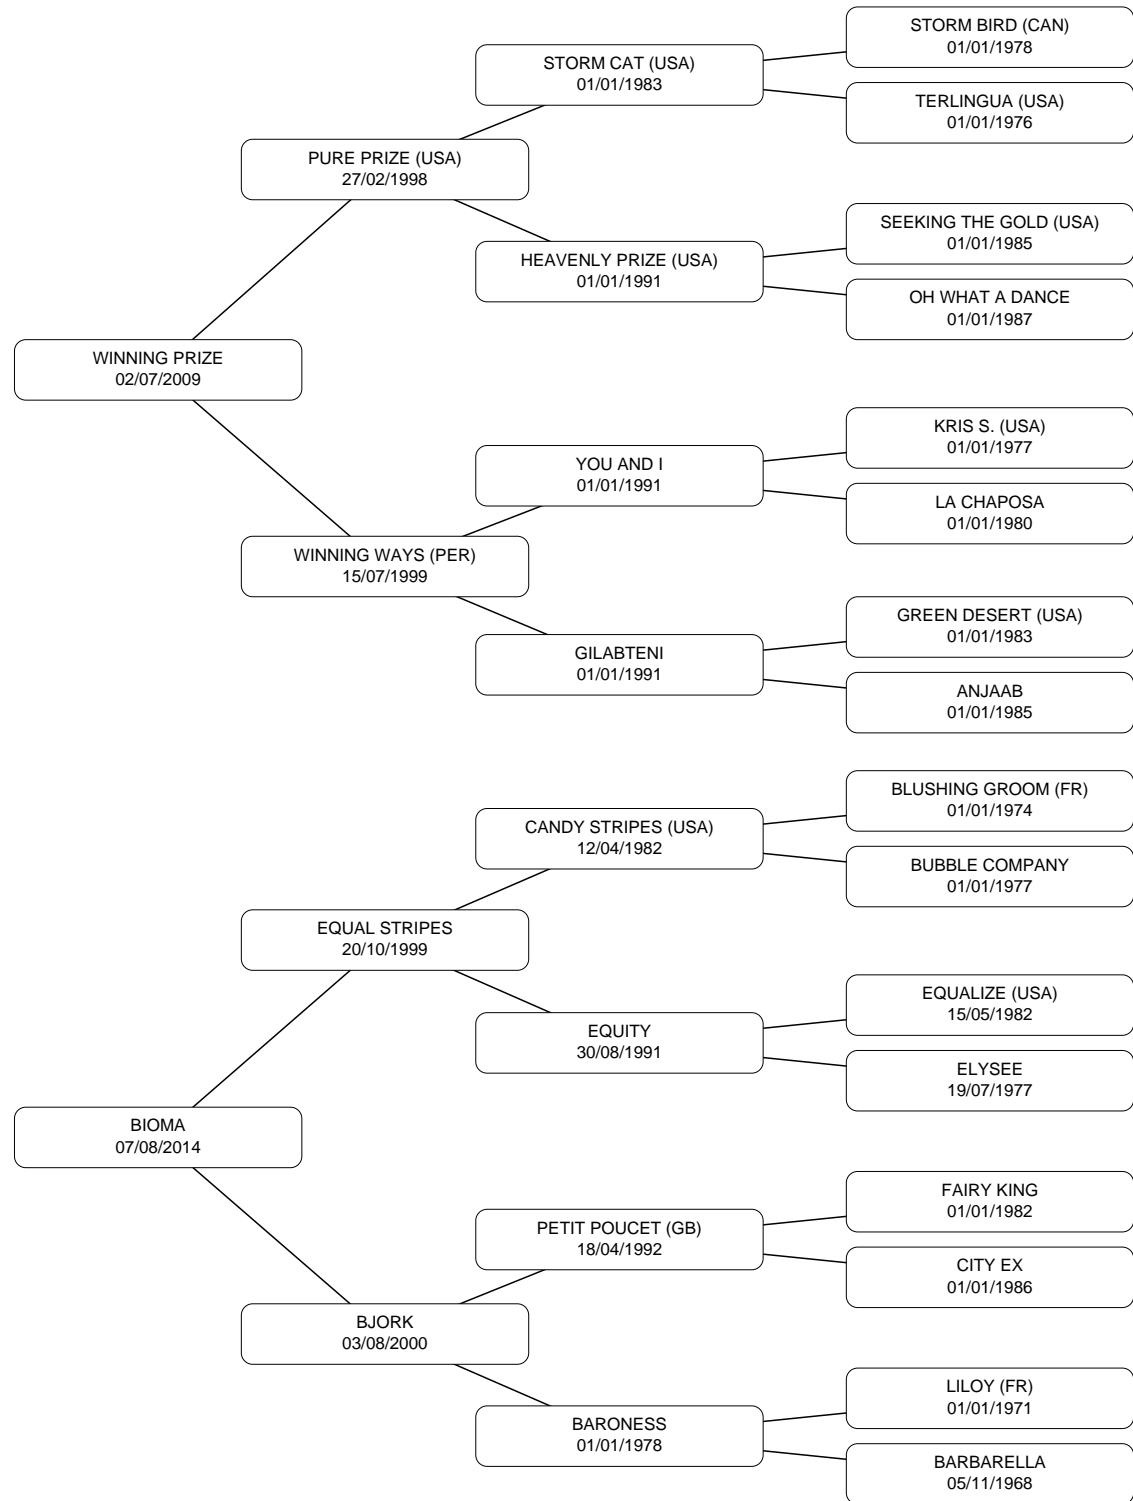 STORM BIRD (CAN)
01/01/1978
STORM CAT (USA)
01/01/1983
TERLINGUA (USA)
01/01/1976
PURE PRIZE (USA)
27/02/1998
SEEKING THE GOLD (USA)
01/01/1985
HEAVENLY PRIZE (USA)
01/01/1991
OH WHAT A DANCE
01/01/1987
WINNING PRIZE
02/07/2009
KRIS S. (USA)
01/01/1977
YOU AND I
01/01/1991
LA CHAPOSA
01/01/1980
WINNING WAYS (PER)
15/07/1999
GREEN DESERT (USA)
01/01/1983
GILABTENI
01/01/1991
ANJAAB
01/01/1985
BLUSHING GROOM (FR)
01/01/1974
CANDY STRIPES (USA)
12/04/1982
BUBBLE COMPANY
01/01/1977
EQUAL STRIPES
20/10/1999
EQUALIZE (USA)
15/05/1982
EQUITY
30/08/1991
ELYSEE
19/07/1977
BIOMA
07/08/2014
FAIRY KING
01/01/1982
PETIT POUCET (GB)
18/04/1992
CITY EX
01/01/1986
BJORK
03/08/2000
LILOY (FR)
01/01/1971
BARONESS
01/01/1978
BARBARELLA
05/11/1968